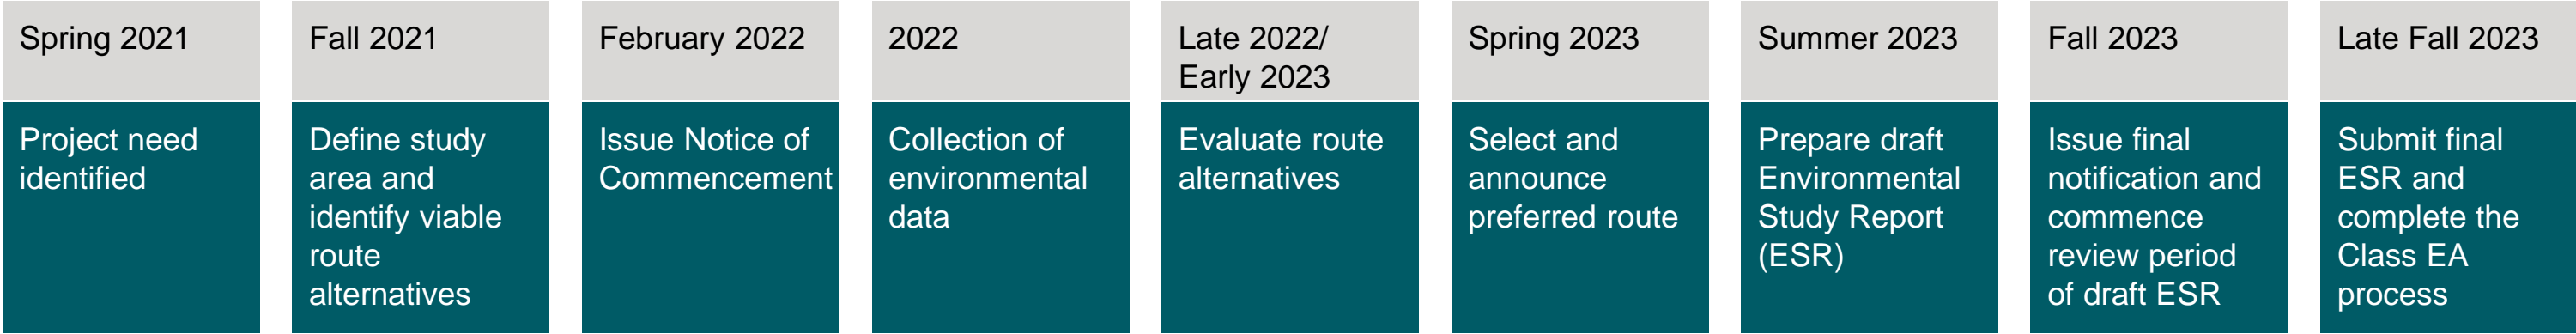 Spring 2021
Project need
identified
Fall 2021
Define study
area and
identify viable
route
alternatives
February 2022
Issue Notice of
Commencement
2022
Collection of
environmental
data
Late 2022/
Early 2023
Evaluate route
alternatives
Spring 2023
Select and
announce
preferred route
Summer 2023
Prepare draft
Environmental
Study Report
(ESR)
Fall 2023
Issue final
notification and
commence
review period
of draft ESR
Late Fall 2023
Submit final
ESR and
complete the
Class EA
process